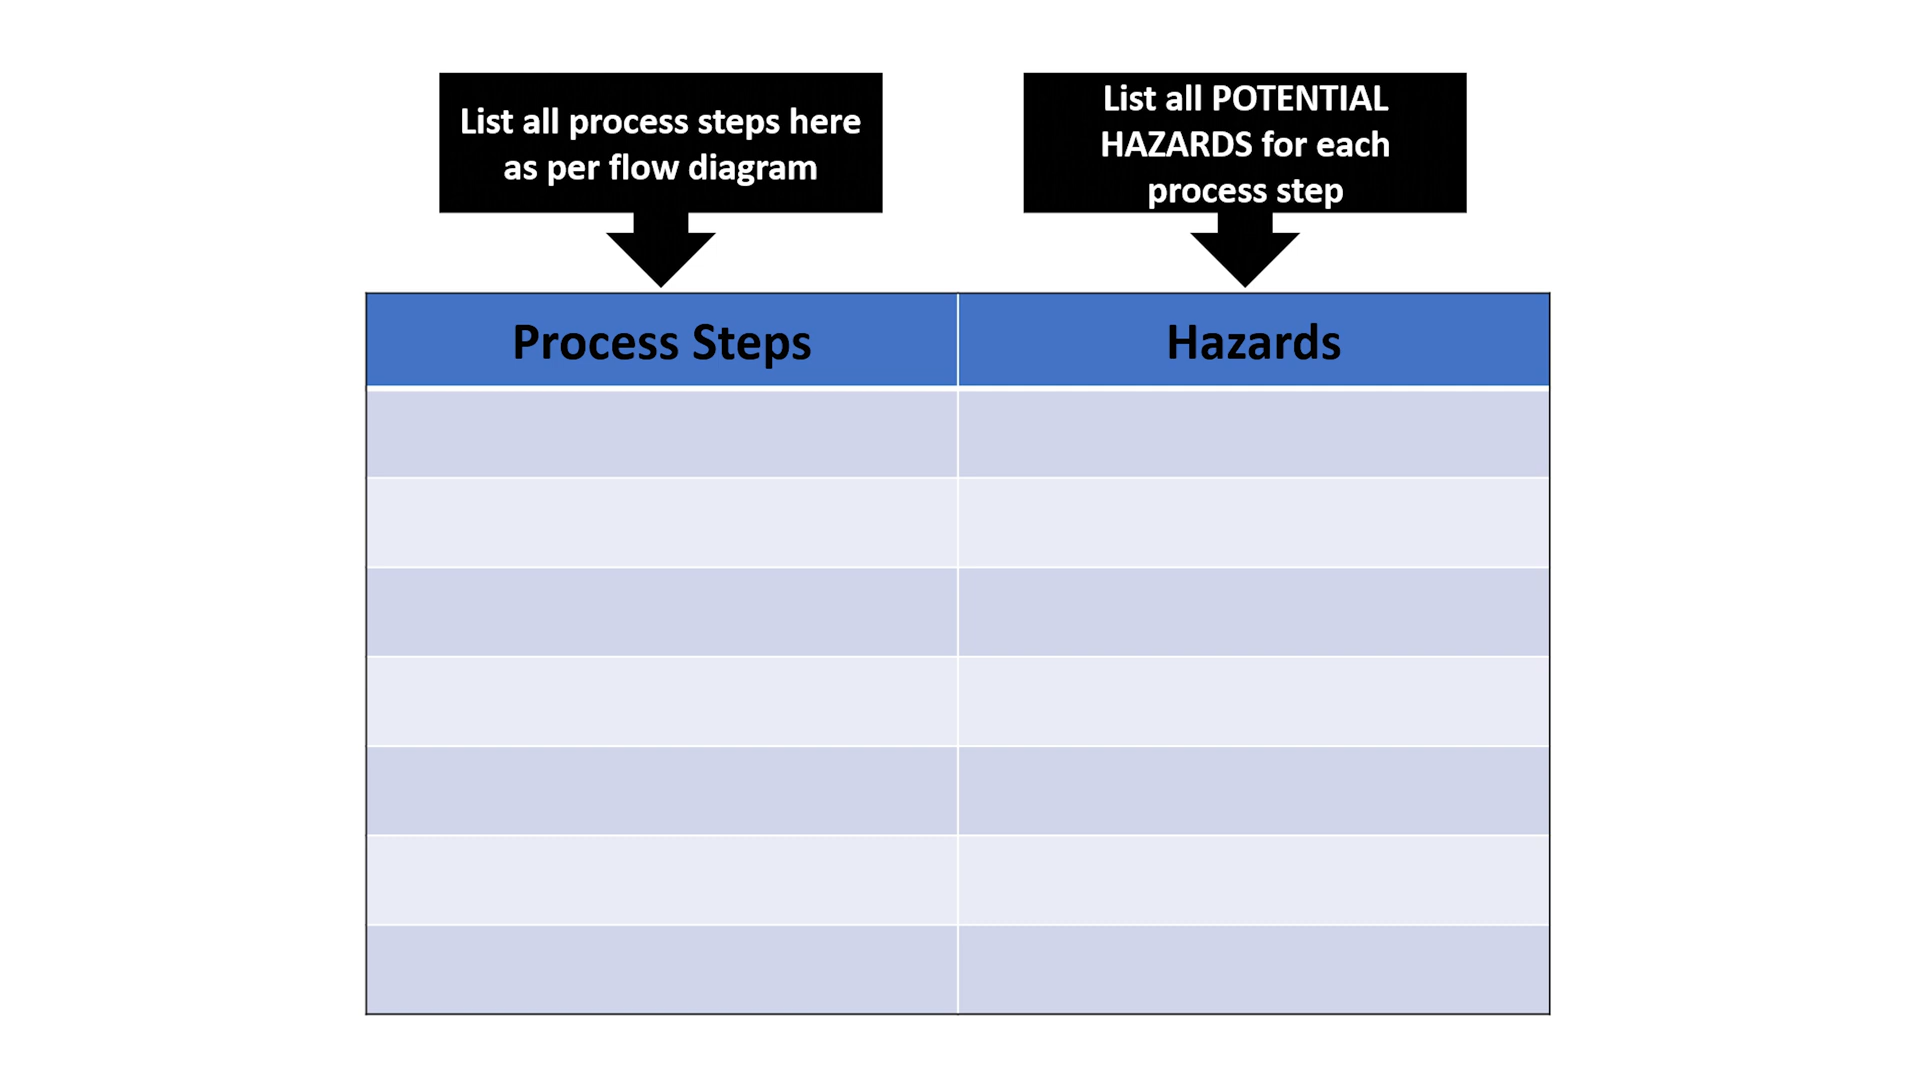 List all process steps here
as per flow diagram
List all POTENTIAL
HAZARDS for each
process step
Process Steps
Hazards